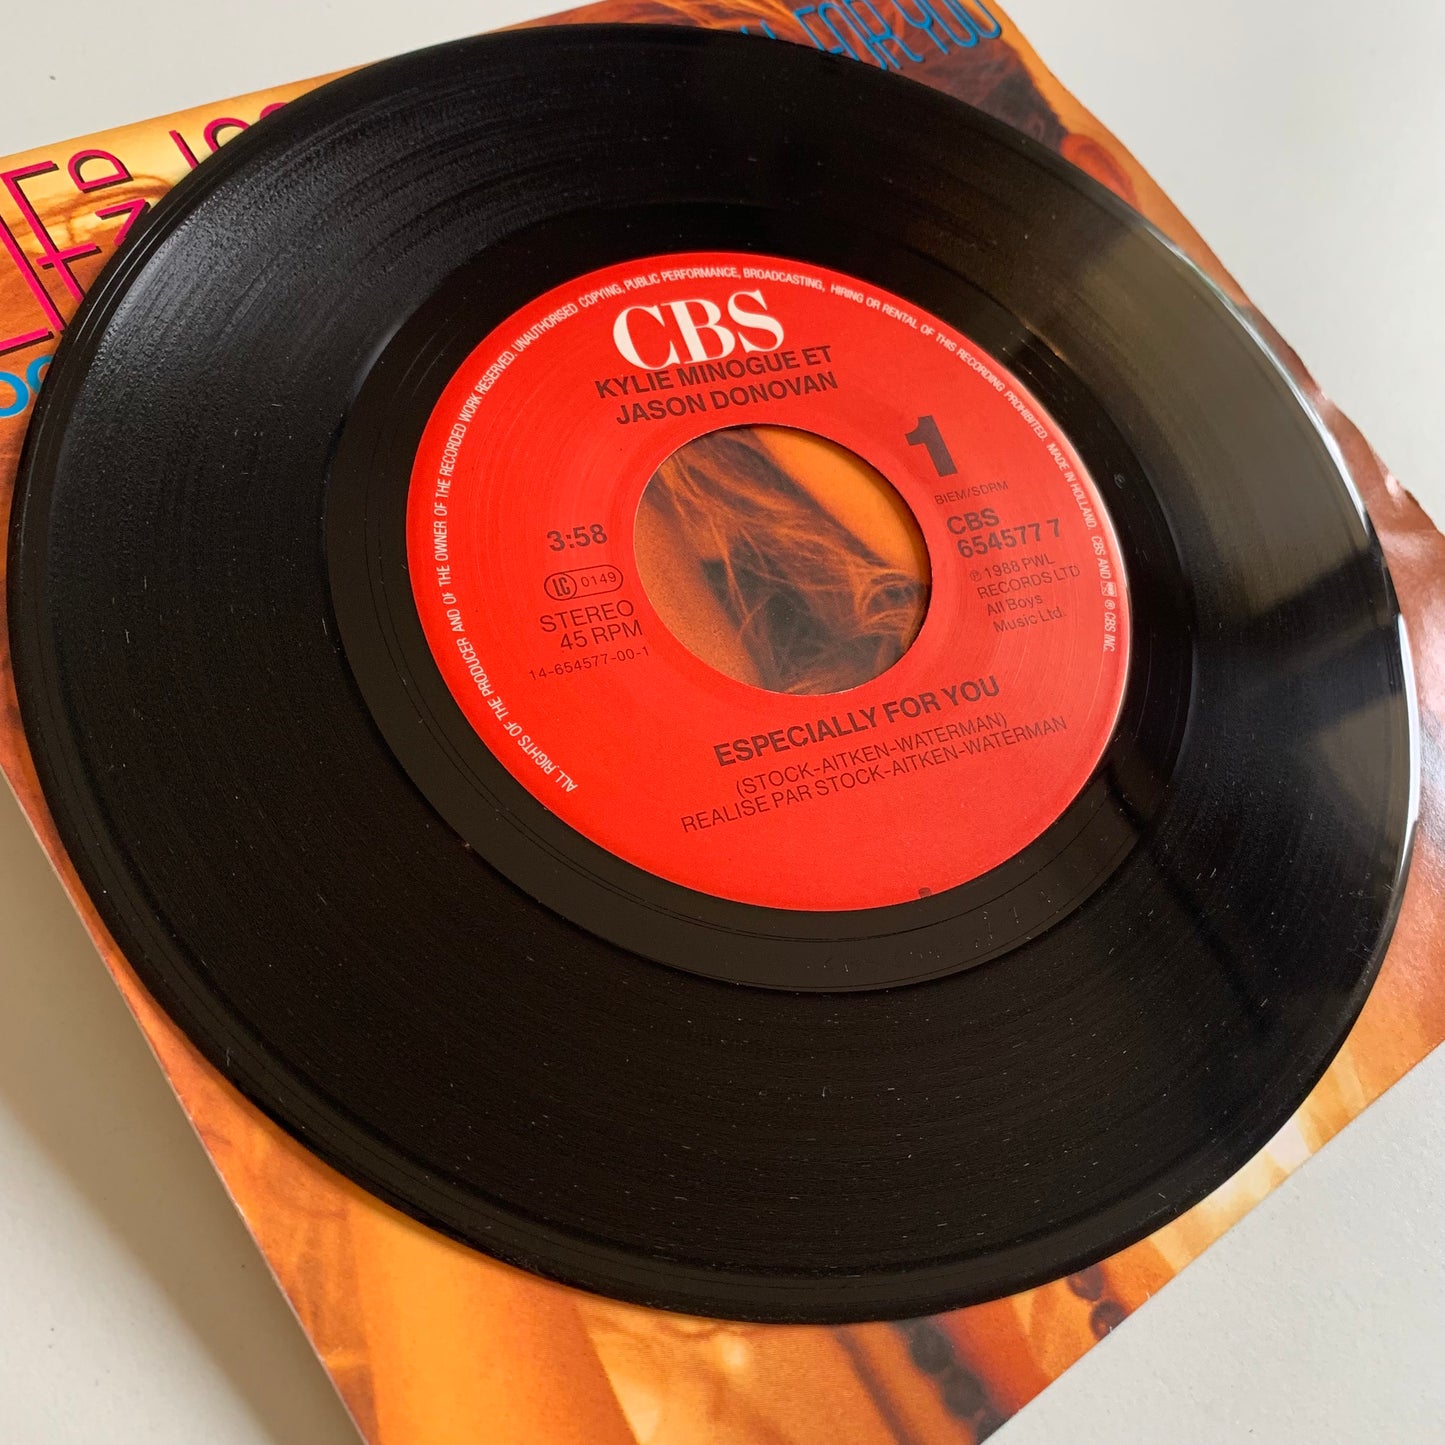 FOR YOU
ALL RIGHTS OF THE PRODUCER AND OF THE OWNER OF THE RECORDED WORK RESERVED. UNAUTHORISED COPYING, PUBLIC PERFORMANCE, BROADCASTING, HIRING OR RENTAL OF THIS RECORDING PROHIBITED. MADE IN HOLLAND. CBS AND ® CBS INC.
CBS
KYLIE MINOGUE ET
JASON DONOVAN
1
BIEM/SDRM
CBS
654577 7
℗ 1988 PWL
RECORDS LTD
All Boys
Music Ltd.
3:58
LC 0149
STEREO
45 RPM
14-654577-00-1
ESPECIALLY FOR YOU
(STOCK-AITKEN-WATERMAN)
REALISE PAR STOCK-AITKEN-WATERMAN